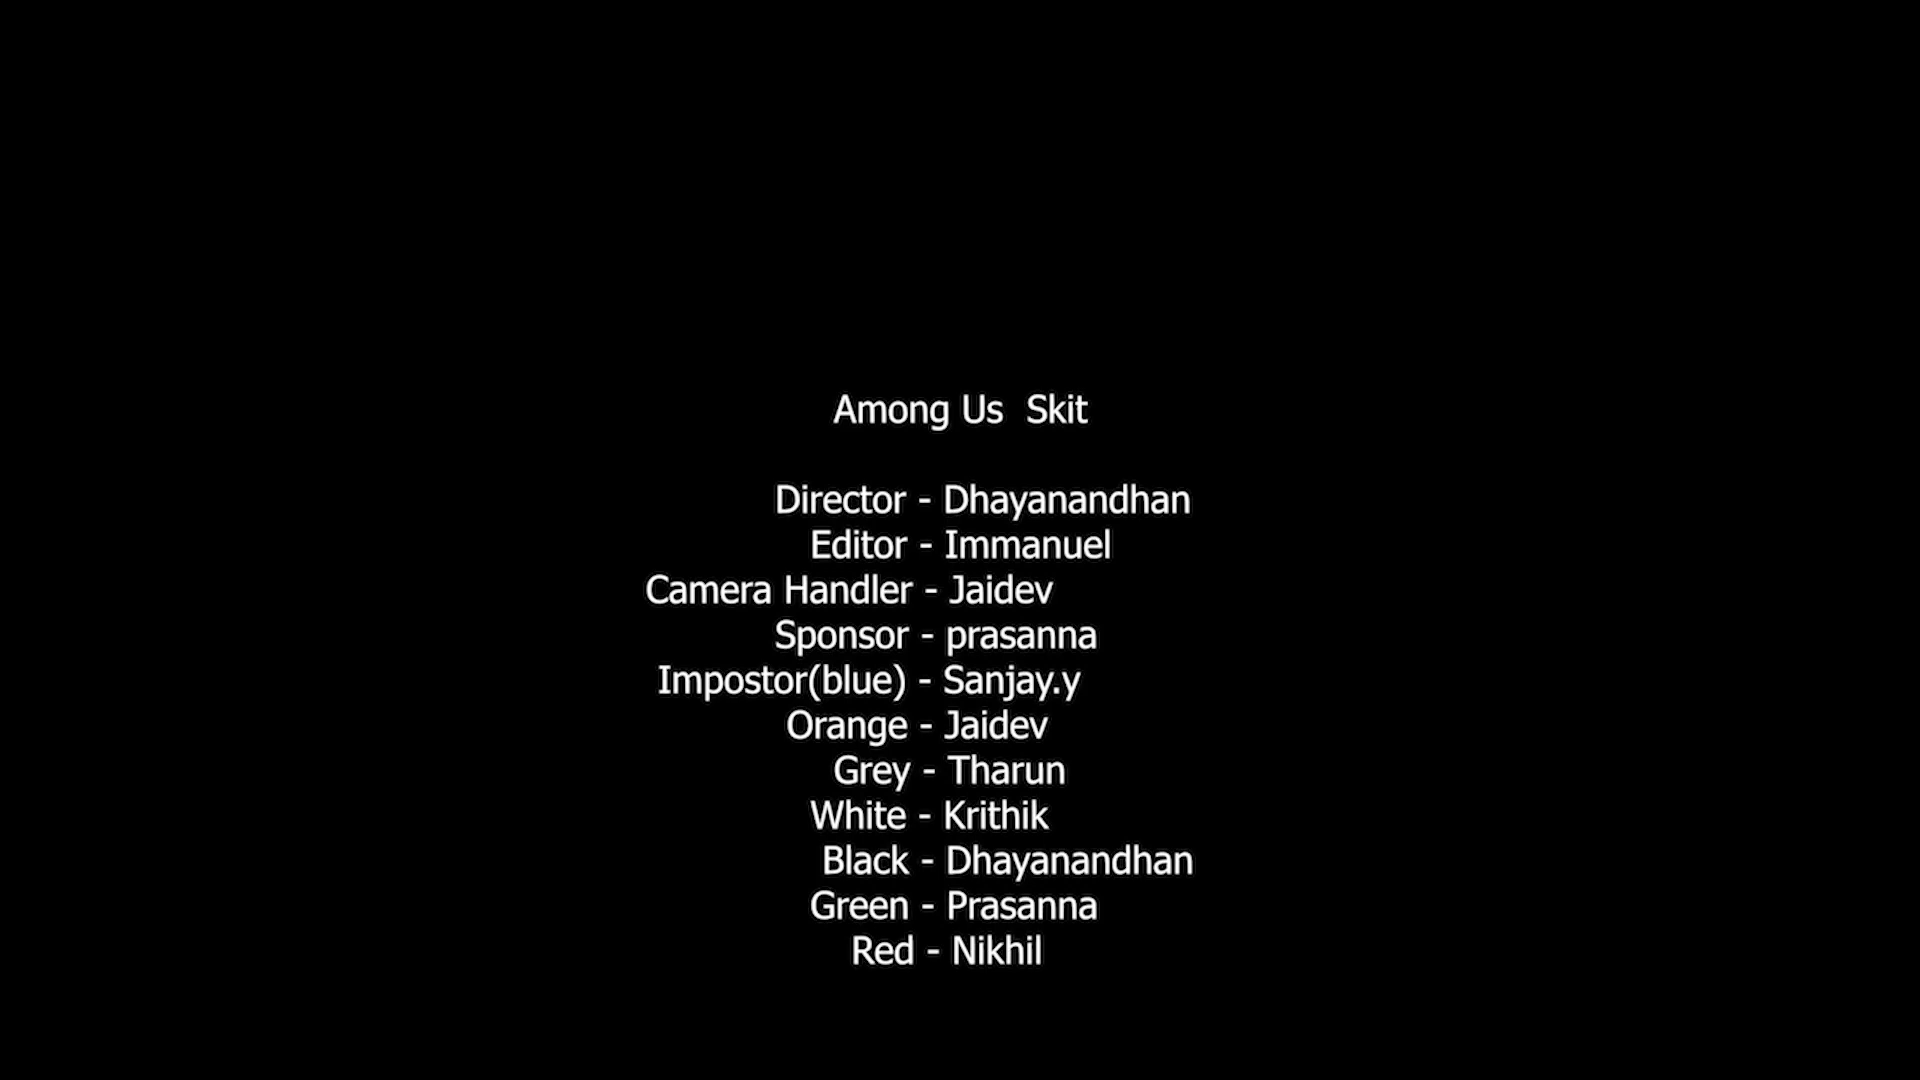 Among Us  Skit
Director - Dhayanandhan
Editor - Immanuel
Camera Handler - Jaidev
Sponsor - prasanna
Impostor(blue) - Sanjay.y
Orange - Jaidev
Grey - Tharun
White - Krithik
Black - Dhayanandhan
Green - Prasanna
Red - Nikhil